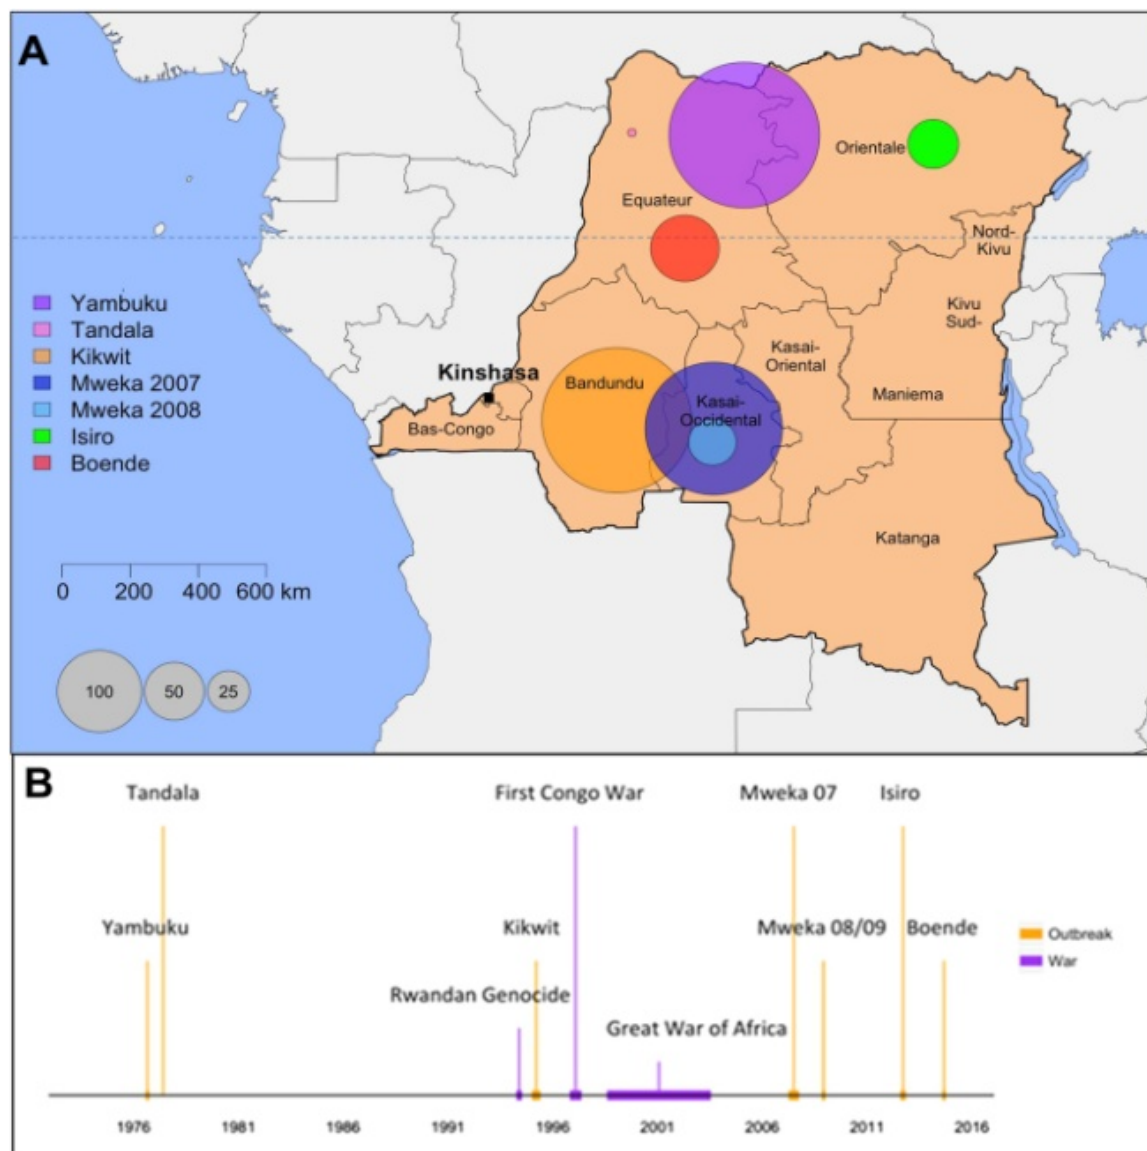 A
Orientale
Equateur
Nord-
Kivu
Yambuku
Tandala
Kikwit
Mweka 2007
Mweka 2008
Isiro
Boende
Kivu
Sud-
Kasai-
Oriental
Kinshasa
Bandundu
Maniema
Kasai-
Occidental
Bas-Congo
Katanga
0 200 400 600 km
100 50 25
B
Tandala First Congo War Mweka 07 Isiro
Yambuku Kikwit Mweka 08/09 Boende
Outbreak
War
Rwandan Genocide
Great War of Africa
1976 1981 1986 1991 1996 2001 2006 2011 2016